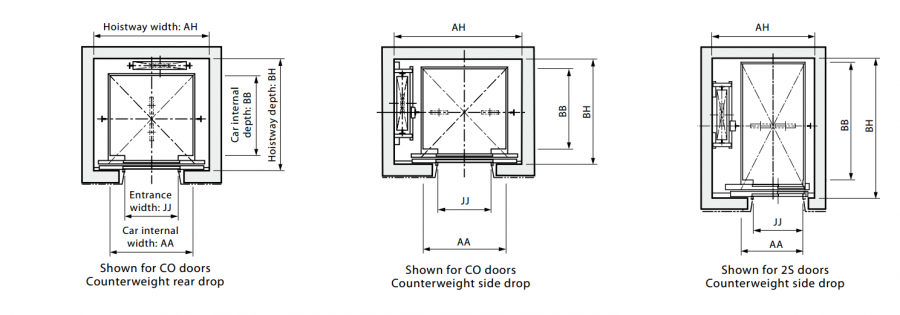 Hoistway width: AH
Car internal
depth: BB
Hoistway depth: BH
Entrance
width: JJ
Car internal
width: AA
Shown for CO doors
Counterweight rear drop
AH
BB
BH
JJ
AA
Shown for CO doors
Counterweight side drop
AH
BB
BH
JJ
AA
Shown for 2S doors
Counterweight side drop